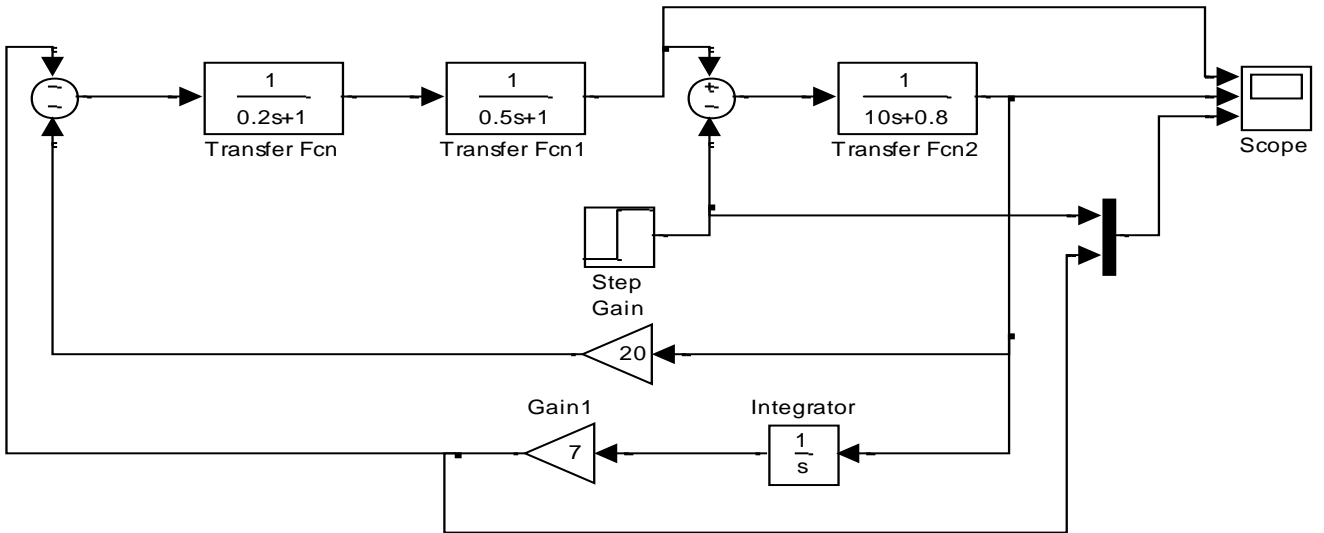 1
0.2s+1
Transfer Fcn
1
0.5s+1
Transfer Fcn1
1
10s+0.8
Transfer Fcn2
Scope
Step
Gain
20
Gain1
7
Integrator
1
s